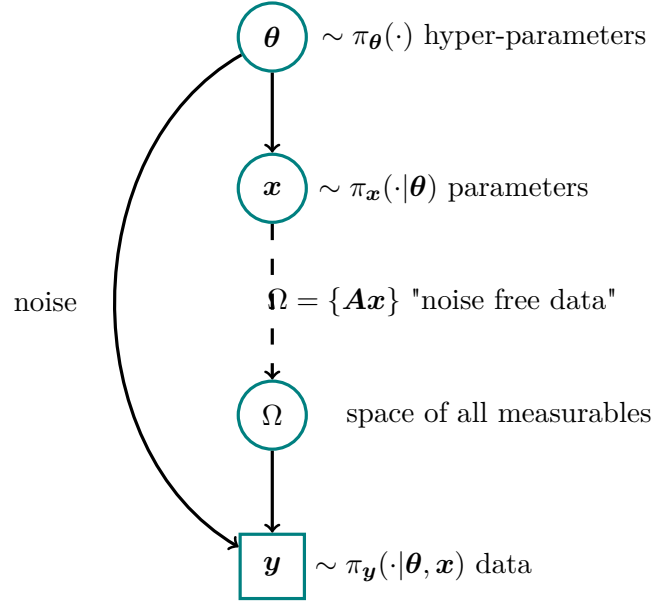 θ ∼ π_θ(·) hyper-parameters
x ∼ π_x(·|θ) parameters
noise
Ω = {Ax} "noise free data"
Ω space of all measurables
y ∼ π_y(·|θ, x) data